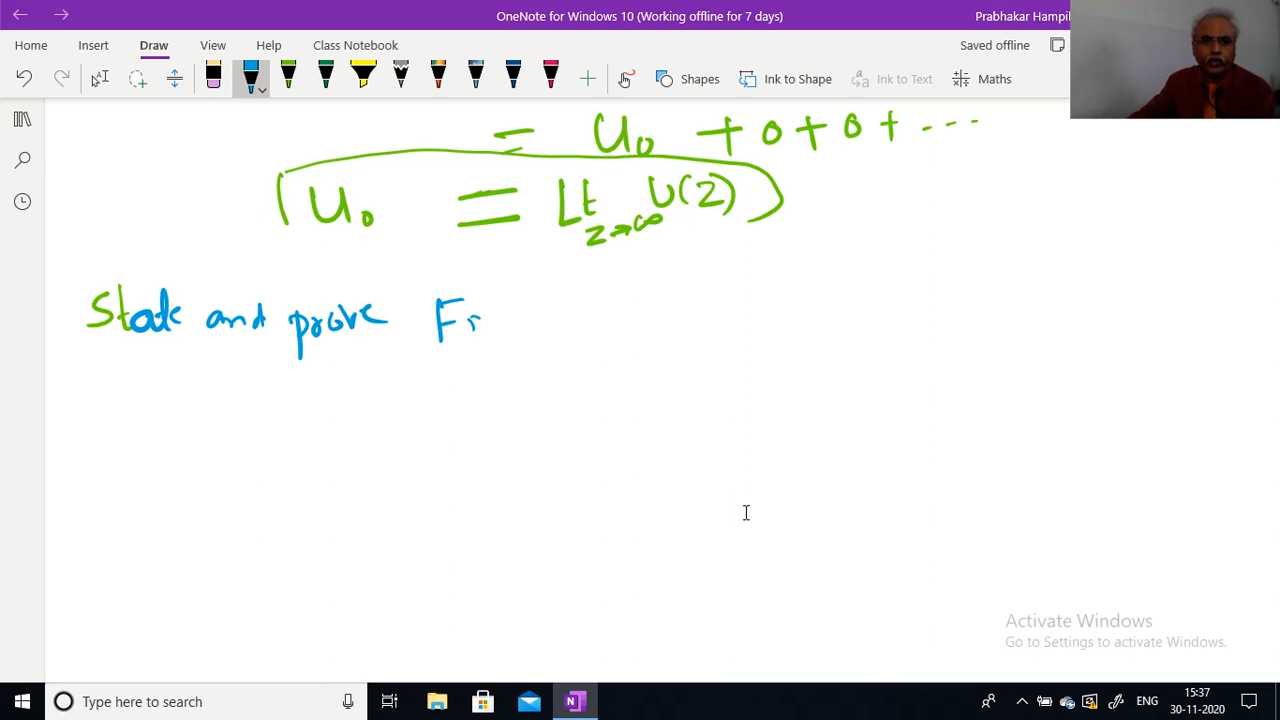 OneNote for Windows 10 (Working offline for 7 days)
Prabhakar Hampil
Home Insert Draw View Help Class Notebook
Saved offline
Shapes Ink to Shape Ink to Text Maths
= U₀ + 0 + 0 + ...
U₀ = Lt U(z)
z→∞
State and prove F
Activate Windows
Go to Settings to activate Windows.
Type here to search
ENG
15:37
30-11-2020